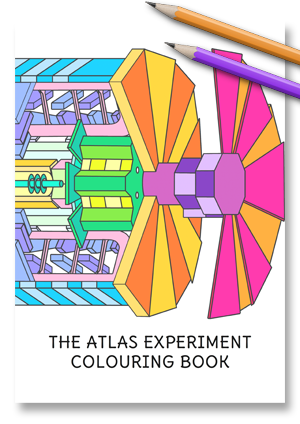 THE ATLAS EXPERIMENT
COLOURING BOOK